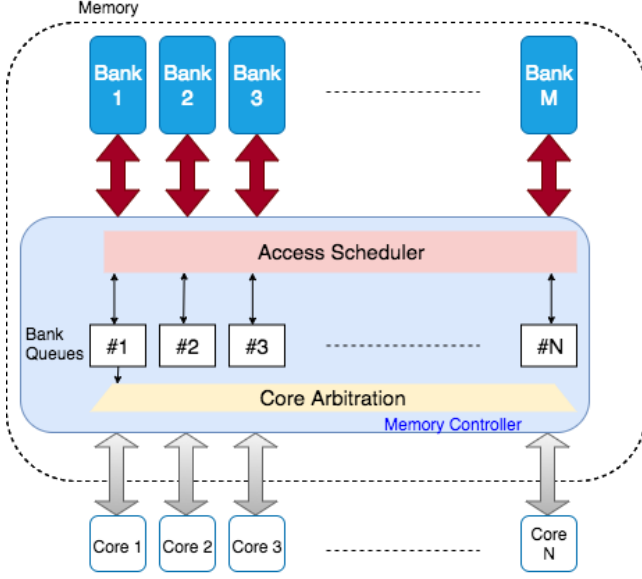 Memory
Bank
1
Bank
2
Bank
3
Bank
M
Access Scheduler
Bank
Queues
#1
#2
#3
#N
Core Arbitration
Memory Controller
Core 1
Core 2
Core 3
Core
N